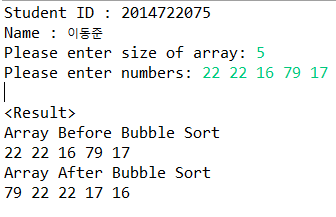 Student ID : 2014722075
Name : 이동준
Please enter size of array: 5
Please enter numbers: 22 22 16 79 17
<Result>
Array Before Bubble Sort
22 22 16 79 17
Array After Bubble Sort
79 22 22 17 16